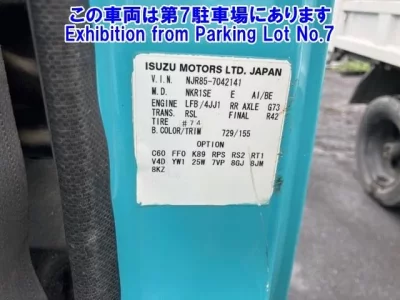 この車両は第7駐車場にあります
Exhibition from Parking Lot No.7
ISUZU MOTORS LTD. JAPAN
V.I.N. NJR85-7042141
M.D. NKR1SE E AI/BE
ENGINE LFB/4JJ1 RR AXLE G73
TRANS. RSL FINAL R42
TIRE #74
B.COLOR/TRIM 729/155
OPTION
C60 FF0 K89 RPS RS2 RTI
V4D YW1 25W 7VP 8GJ 8JM
8KZ